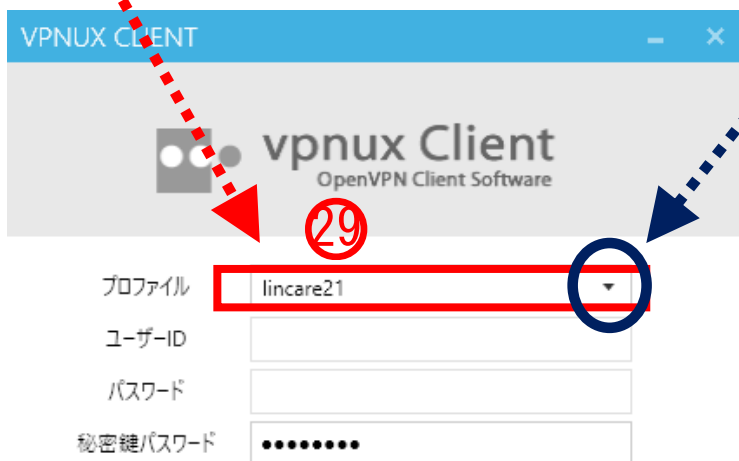 VPNUX CLIENT
vpnux Client
OpenVPN Client Software
㉙
プロファイル lincare21
ユーザーID
パスワード
秘密鍵パスワード ●●●●●●●●